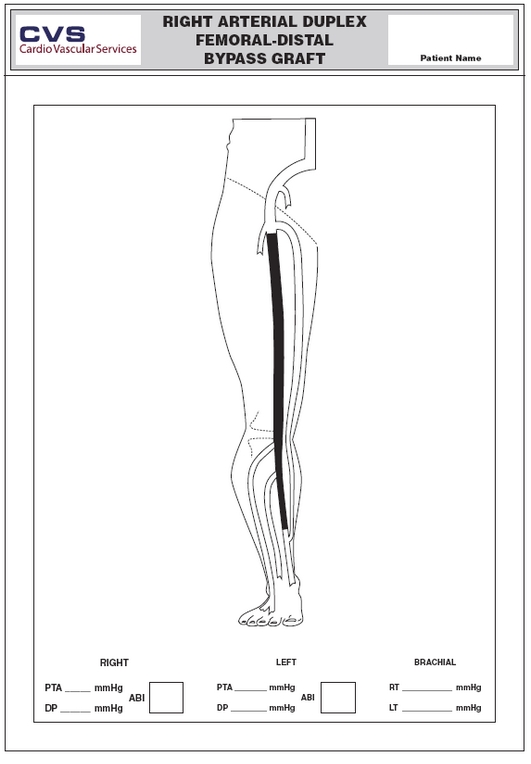 CVS
Cardio Vascular Services
RIGHT ARTERIAL DUPLEX
FEMORAL-DISTAL
BYPASS GRAFT
Patient Name
RIGHT
PTA _____ mmHg
DP _____ mmHg
ABI
LEFT
PTA _____ mmHg
DP _____ mmHg
ABI
BRACHIAL
RT _____ mmHg
LT _____ mmHg